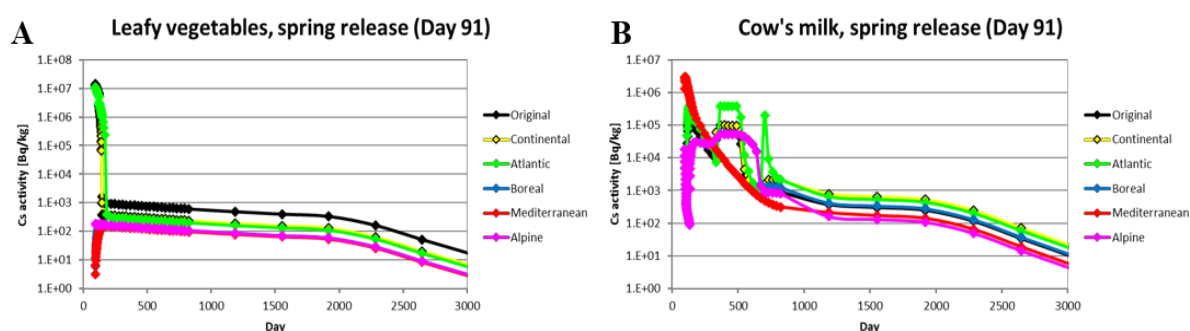 A
Leafy vegetables, spring release (Day 91)
Cs activity [Bq/kg]
1.E+08
1.E+07
1.E+06
1.E+05
1.E+04
1.E+03
1.E+02
1.E+01
1.E+00
0
500
1000
1500
2000
2500
3000
Day
Original
Continental
Atlantic
Boreal
Mediterranean
Alpine
B
Cow's milk, spring release (Day 91)
Cs activity [Bq/kg]
1.E+07
1.E+06
1.E+05
1.E+04
1.E+03
1.E+02
1.E+01
1.E+00
0
500
1000
1500
2000
2500
3000
Day
Original
Continental
Atlantic
Boreal
Mediterranean
Alpine